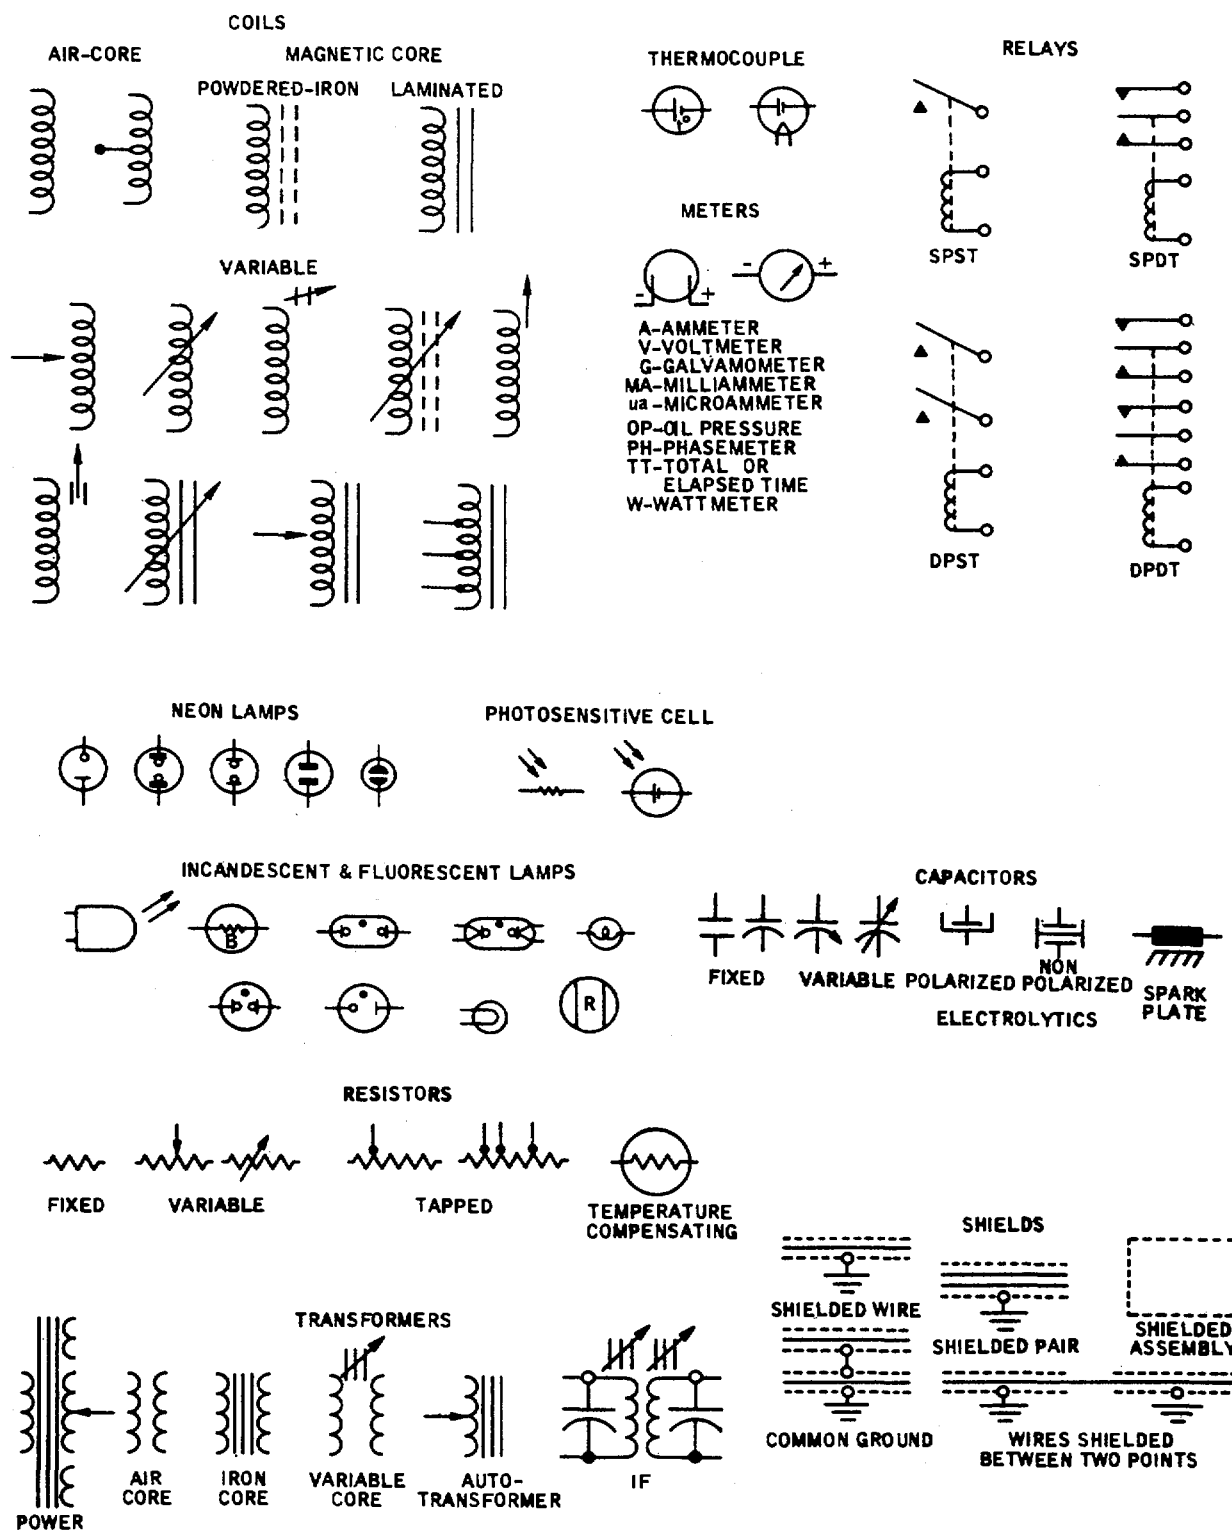 COILS
AIR-CORE
MAGNETIC CORE
POWDERED-IRON
LAMINATED
VARIABLE
THERMOCOUPLE
METERS
- +
- +
A-AMMETER
V-VOLTMETER
G-GALVAMOMETER
MA-MILLIAMMETER
ua-MICROAMMETER
OP-OIL PRESSURE
PH-PHASEMETER
TT-TOTAL OR
ELAPSED TIME
W-WATTMETER
RELAYS
SPST
SPDT
DPST
DPDT
NEON LAMPS
PHOTOSENSITIVE CELL
INCANDESCENT & FLUORESCENT LAMPS
B
R
CAPACITORS
FIXED
VARIABLE
POLARIZED
NON
POLARIZED
ELECTROLYTICS
SPARK
PLATE
RESISTORS
FIXED
VARIABLE
TAPPED
TEMPERATURE
COMPENSATING
SHIELDS
SHIELDED WIRE
SHIELDED PAIR
SHIELDED
ASSEMBLY
COMMON GROUND
WIRES SHIELDED
BETWEEN TWO POINTS
TRANSFORMERS
POWER
AIR
CORE
IRON
CORE
VARIABLE
CORE
AUTO-
TRANSFORMER
IF